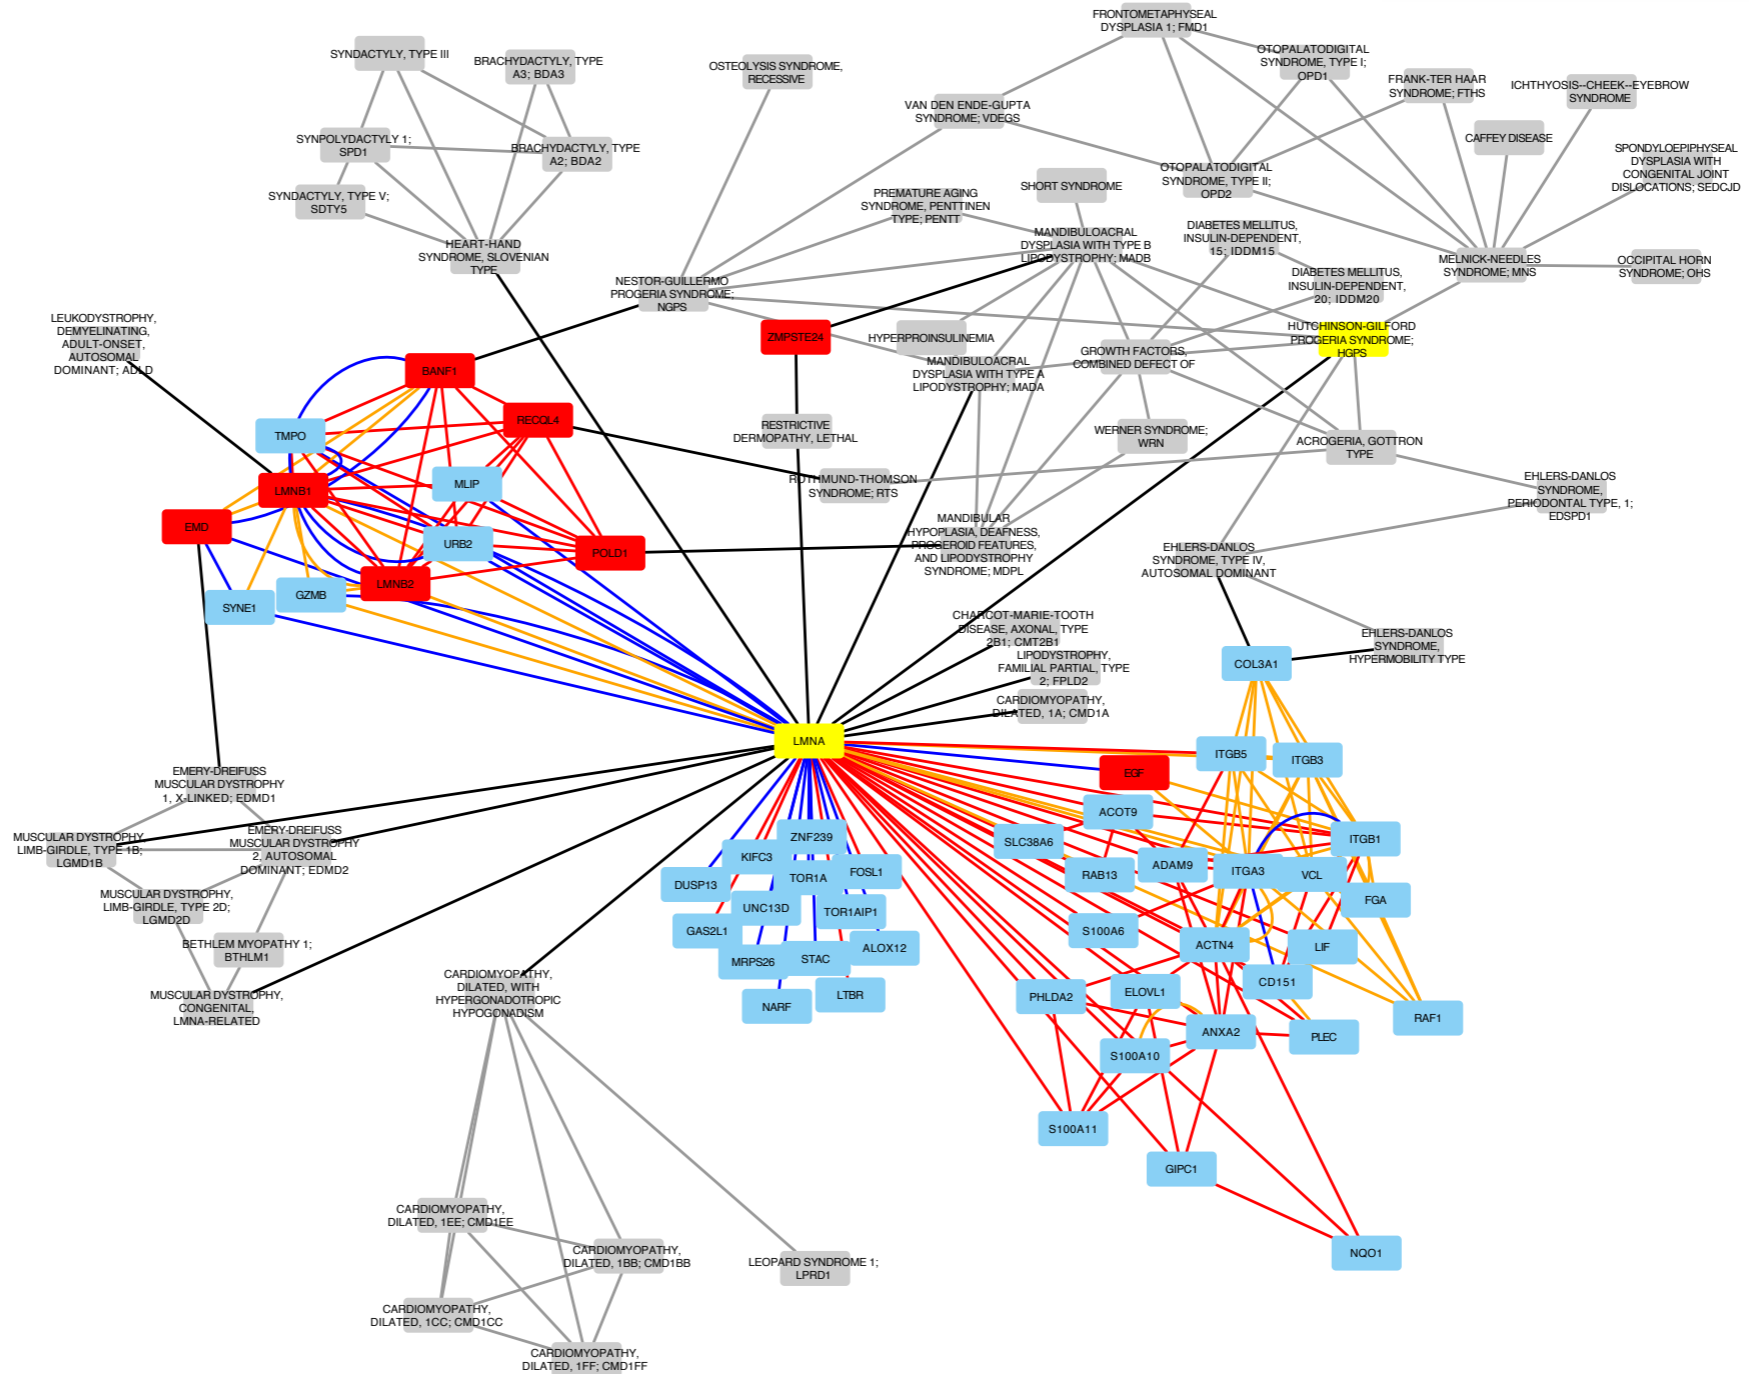 FRONTOMETAPHYSEAL
DYSPLASIA 1; FMD1
SYNDACTYLY, TYPE III
BRACHYDACTYLY, TYPE
A3; BDA3
OSTEOLYSIS SYNDROME,
RECESSIVE
OTOPALATODIGITAL
SYNDROME, TYPE I;
OPD1
FRANK-TER HAAR
SYNDROME; FTHS
ICHTHYOSIS--CHEEK--EYEBROW
SYNDROME
VAN DEN ENDE-GUPTA
SYNDROME; VDEGS
CAFFEY DISEASE
SYNPOLYDACTYLY 1;
SPD1
BRACHYDACTYLY, TYPE
A2; BDA2
SPONDYLOEPIPHYSEAL
DYSPLASIA WITH
CONGENITAL JOINT
DISLOCATIONS; SEDCJD
OTOPALATODIGITAL
SYNDROME, TYPE II;
OPD2
SHORT SYNDROME
SYNDACTYLY, TYPE V;
SDTY5
PREMATURE AGING
SYNDROME, PENTTINEN
TYPE; PENTT
DIABETES MELLITUS,
INSULIN-DEPENDENT,
15; IDDM15
MANDIBULOACRAL
DYSPLASIA WITH TYPE B
LIPODYSTROPHY; MADB
HEART-HAND
SYNDROME, SLOVENIAN
TYPE
MELNICK-NEEDLES
SYNDROME; MNS
OCCIPITAL HORN
SYNDROME; OHS
NESTOR-GUILLERMO
PROGERIA SYNDROME;
NGPS
DIABETES MELLITUS,
INSULIN-DEPENDENT,
20; IDDM20
LEUKODYSTROPHY,
DEMYELINATING,
ADULT-ONSET,
AUTOSOMAL
DOMINANT; ADLD
ZMPSTE24
HYPERPROINSULINEMIA
HUTCHINSON-GILFORD
PROGERIA SYNDROME;
HGPS
GROWTH FACTORS,
COMBINED DEFECT OF
MANDIBULOACRAL
DYSPLASIA WITH TYPE A
LIPODYSTROPHY; MADA
BANF1
RECQL4
TMPO
RESTRICTIVE
DERMOPATHY, LETHAL
WERNER SYNDROME;
WRN
ACROGERIA, GOTTRON
TYPE
MLIP
LMNB1
ROTHMUND-THOMSON
SYNDROME; RTS
EHLERS-DANLOS
SYNDROME,
PERIODONTAL TYPE, 1;
EDSPD1
EMD
URB2
POLD1
MANDIBULAR
HYPOPLASIA, DEAFNESS,
PROGEROID FEATURES,
AND LIPODYSTROPHY
SYNDROME; MDPL
EHLERS-DANLOS
SYNDROME, TYPE IV,
AUTOSOMAL DOMINANT
LMNB2
GZMB
SYNE1
CHARCOT-MARIE-TOOTH
DISEASE, AXONAL, TYPE
2B1; CMT2B1
EHLERS-DANLOS
SYNDROME,
HYPERMOBILITY TYPE
LIPODYSTROPHY,
FAMILIAL PARTIAL, TYPE
2; FPLD2
COL3A1
CARDIOMYOPATHY,
DILATED, 1A; CMD1A
LMNA
ITGB5
ITGB3
EGF
EMERY-DREIFUSS
MUSCULAR DYSTROPHY
1, X-LINKED; EDMD1
ACOT9
ZNF239
SLC38A6
ITGB1
MUSCULAR DYSTROPHY,
LIMB-GIRDLE, TYPE 1B;
LGMD1B
EMERY-DREIFUSS
MUSCULAR DYSTROPHY
2, AUTOSOMAL
DOMINANT; EDMD2
KIFC3
ADAM9
FOSL1
ITGA3
RAB13
VCL
TOR1A
DUSP13
FGA
MUSCULAR DYSTROPHY,
LIMB-GIRDLE, TYPE 2D;
LGMD2D
UNC13D
TOR1AIP1
GAS2L1
S100A6
BETHLEM MYOPATHY 1;
BTHLM1
ACTN4
LIF
ALOX12
STAC
MRPS26
CD151
CARDIOMYOPATHY,
DILATED, WITH
HYPERGONADOTROPIC
HYPOGONADISM
ELOVL1
PHLDA2
LTBR
NARF
MUSCULAR DYSTROPHY,
CONGENITAL,
LMNA-RELATED
RAF1
ANXA2
PLEC
S100A10
S100A11
GIPC1
CARDIOMYOPATHY,
DILATED, 1EE; CMD1EE
CARDIOMYOPATHY,
DILATED, 1BB; CMD1BB
NQO1
LEOPARD SYNDROME 1;
LPRD1
CARDIOMYOPATHY,
DILATED, 1CC; CMD1CC
CARDIOMYOPATHY,
DILATED, 1FF; CMD1FF